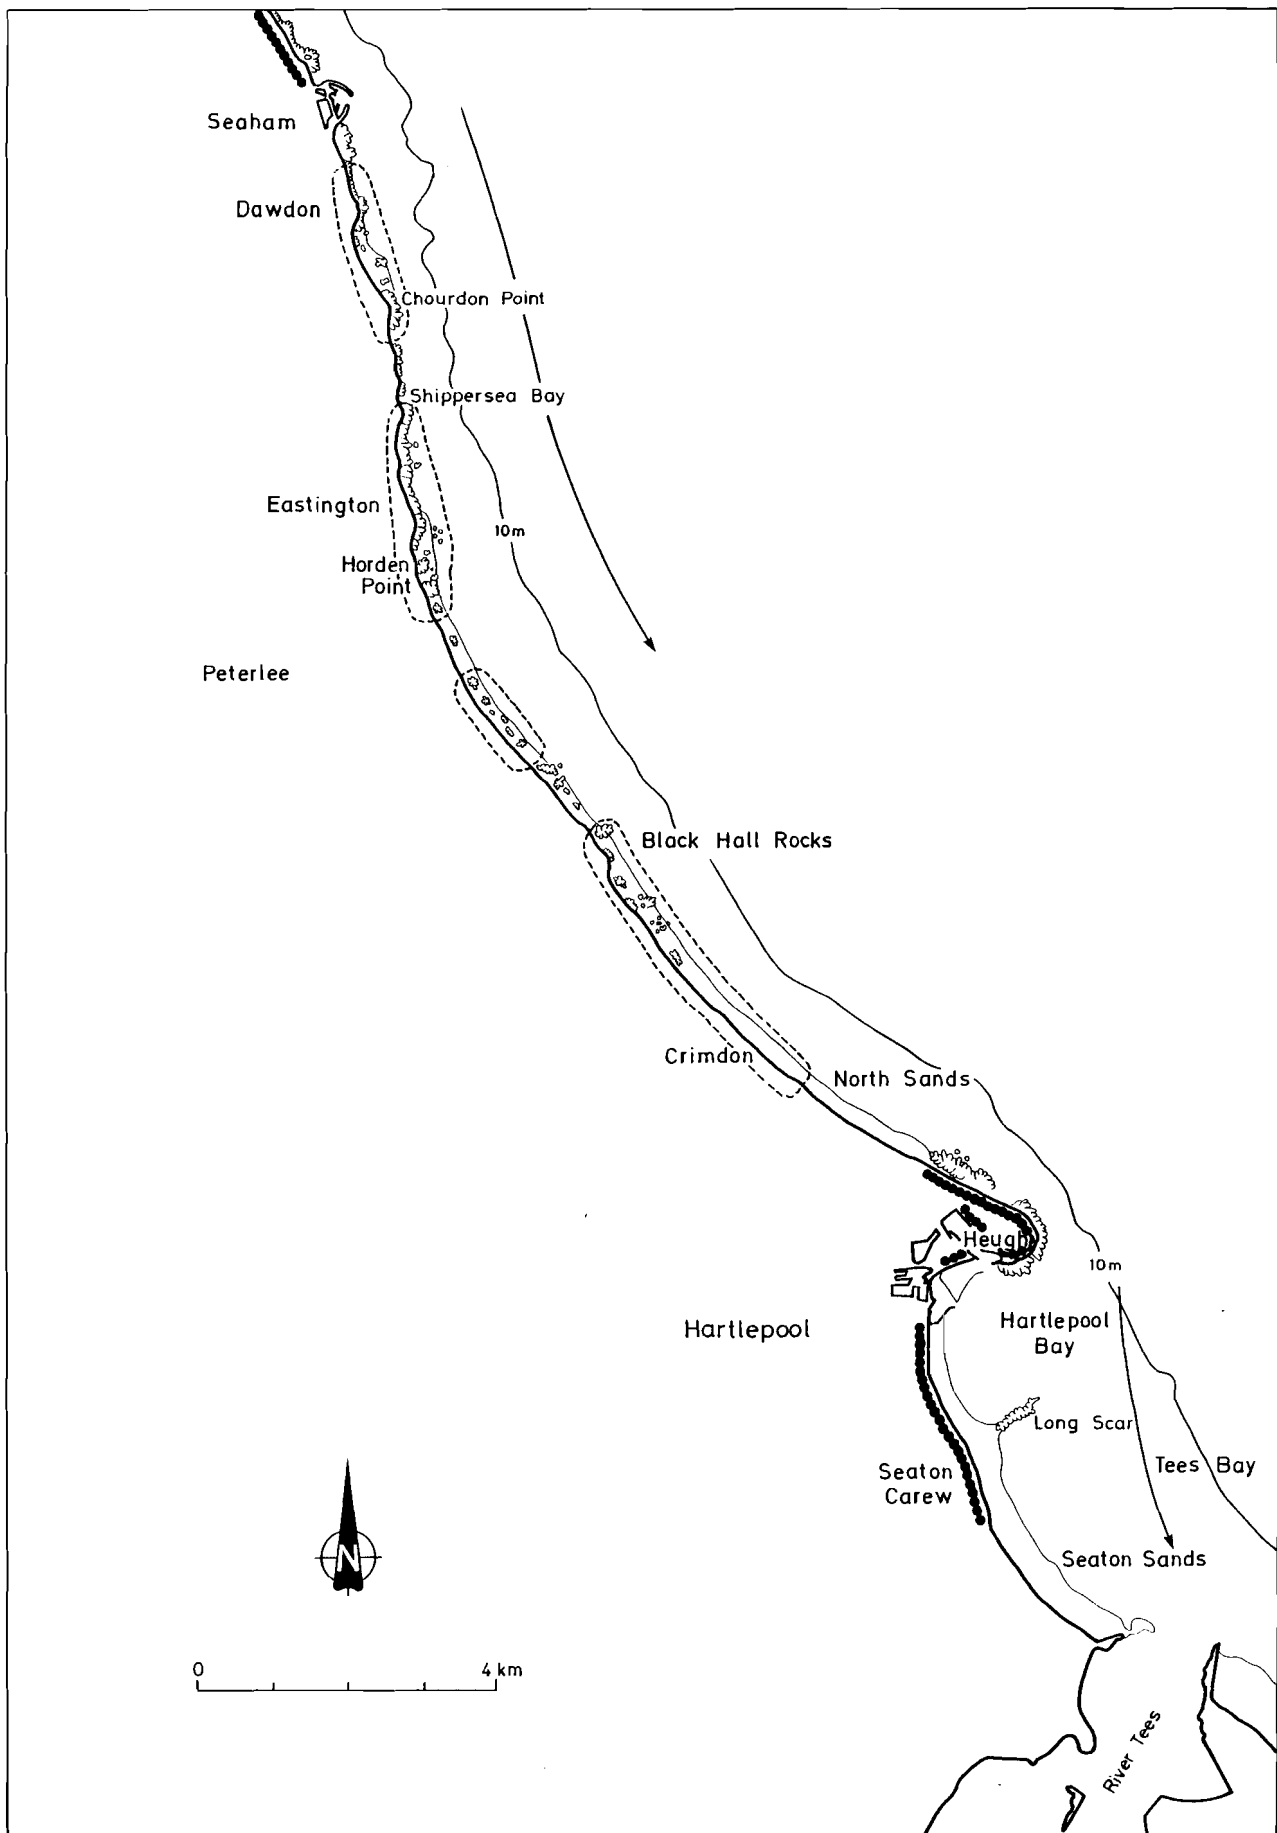 Seaham
Dawdon
Chourdon Point
Shippersea Bay
Eastington
10m
Horden
Point
Peterlee
Black Hall Rocks
Crimdon
North Sands
Heugh
10m
Hartlepool
Bay
Hartlepool
Long Scar
Seaton
Carew
Tees Bay
N
Seaton Sands
0
4 km
River Tees